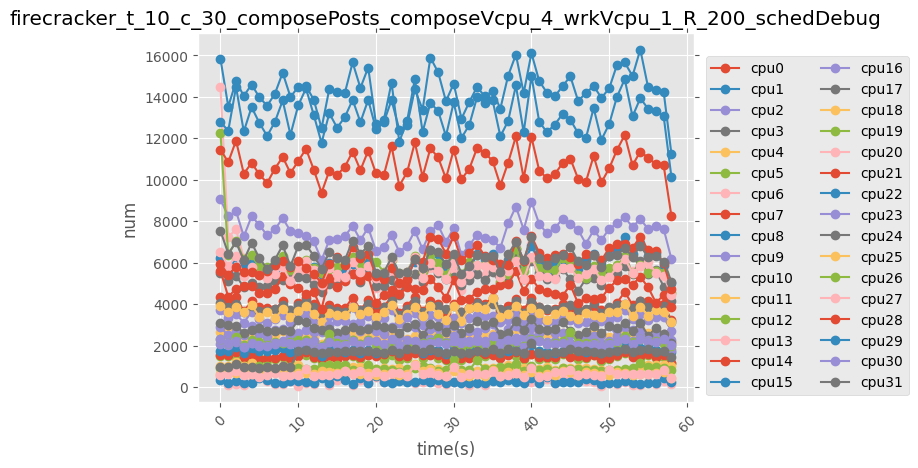 firecracker_t_10_c_30_composePosts_composeVcpu_4_wrkVcpu_1_R_200_schedDebug
num
16000
14000
12000
10000
8000
6000
4000
2000
0
0 10 20 30 40 50 60
time(s)
cpu0 cpu16
cpu1 cpu17
cpu2 cpu18
cpu3 cpu19
cpu4 cpu20
cpu5 cpu21
cpu6 cpu22
cpu7 cpu23
cpu8 cpu24
cpu9 cpu25
cpu10 cpu26
cpu11 cpu27
cpu12 cpu28
cpu13 cpu29
cpu14 cpu30
cpu15 cpu31